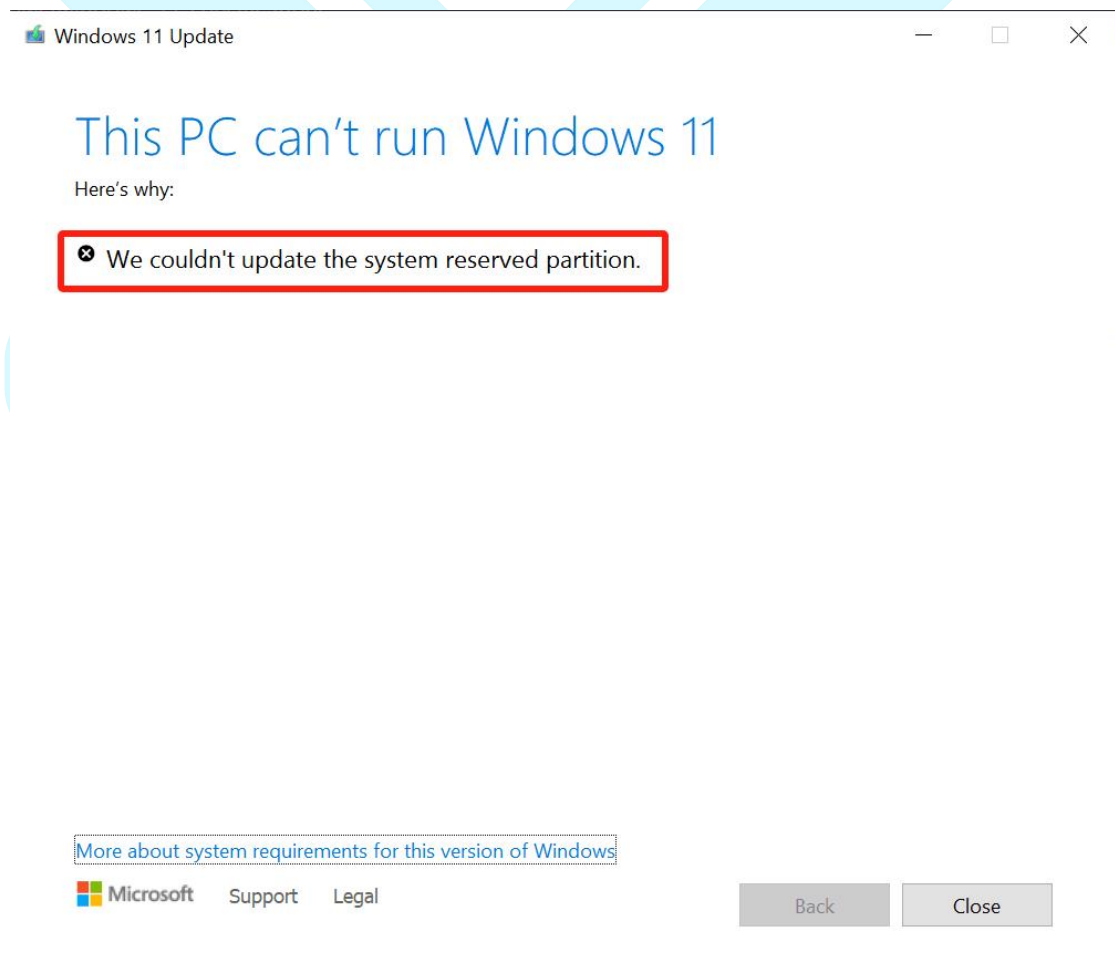 Windows 11 Update
This PC can’t run Windows 11
Here’s why:
We couldn't update the system reserved partition.
More about system requirements for this version of Windows
Microsoft Support Legal
Back Close